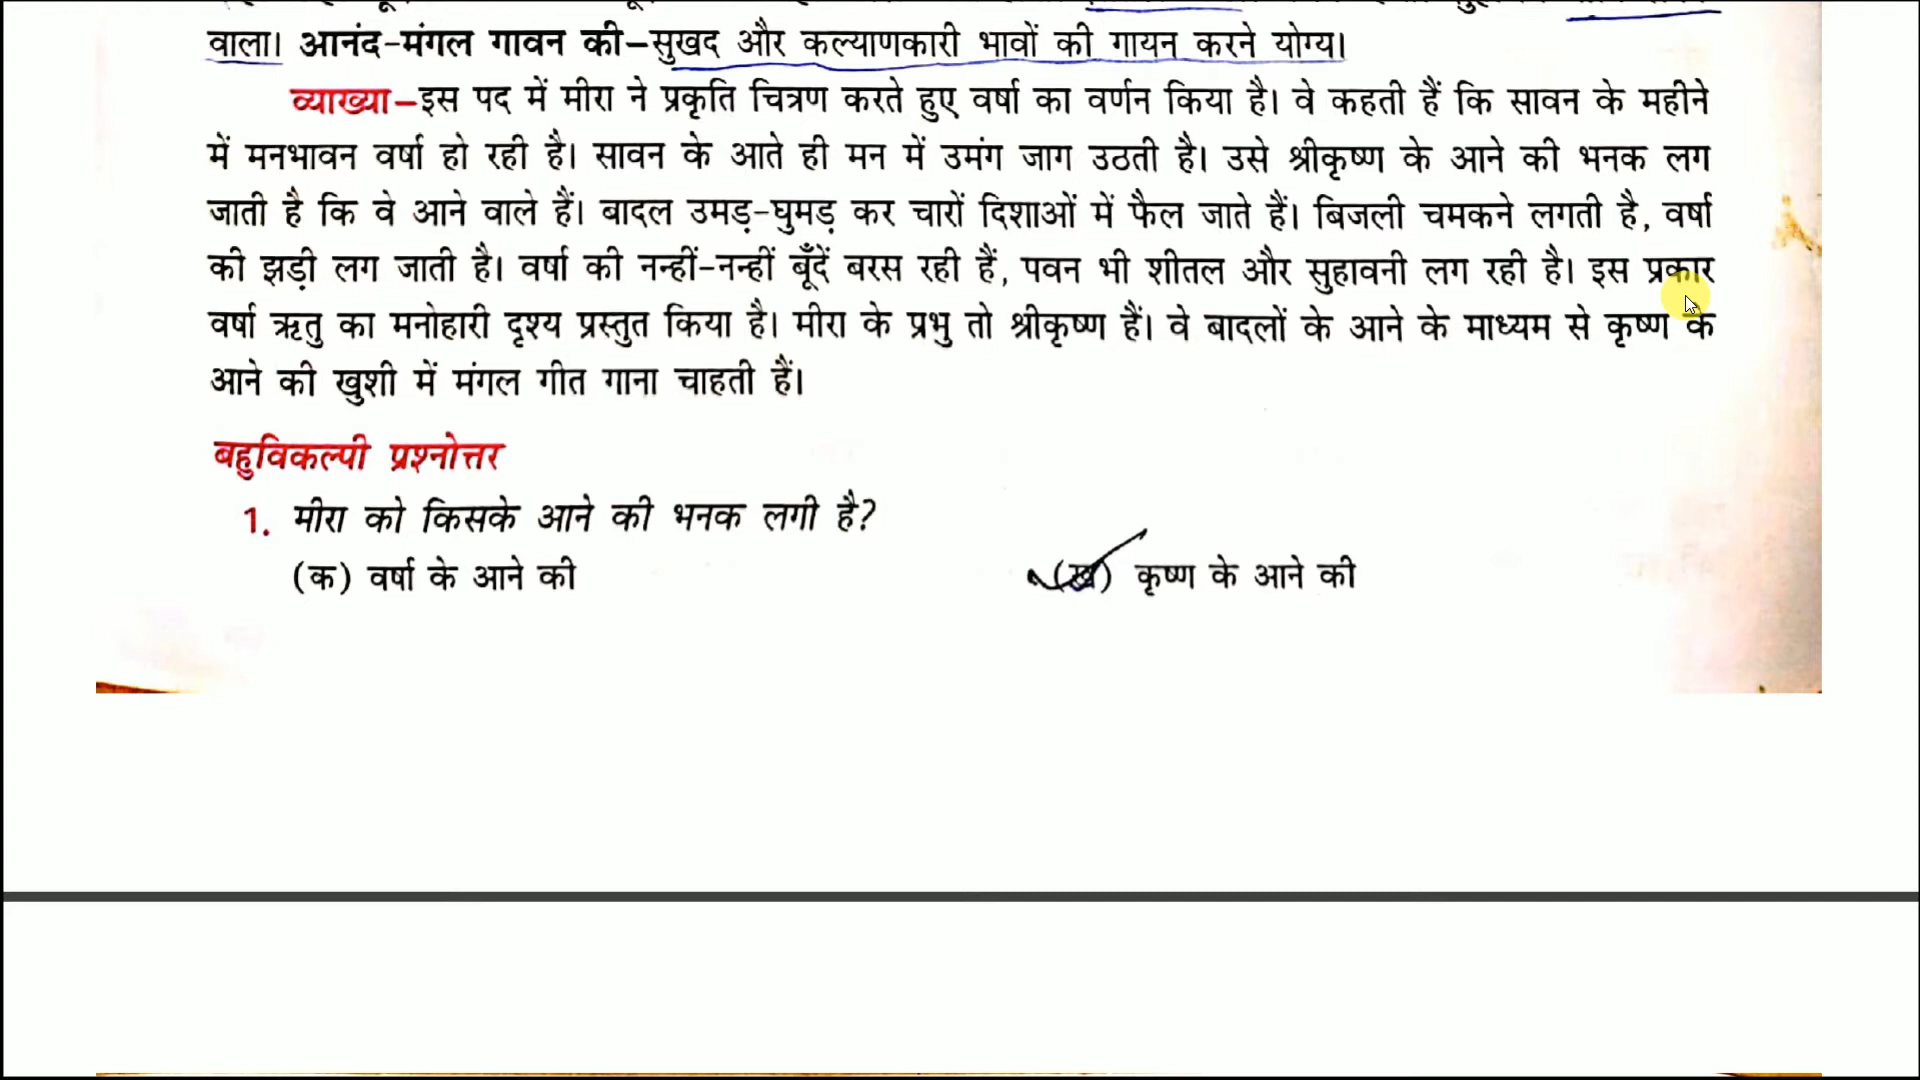 वाला। आनंद-मंगल गावन की–सुखद और कल्याणकारी भावों की गायन करने योग्य।
व्याख्या–इस पद में मीरा ने प्रकृति चित्रण करते हुए वर्षा का वर्णन किया है। वे कहती हैं कि सावन के महीने
में मनभावन वर्षा हो रही है। सावन के आते ही मन में उमंग जाग उठती है। उसे श्रीकृष्ण के आने की भनक लग
जाती है कि वे आने वाले हैं। बादल उमड़-घुमड़ कर चारों दिशाओं में फैल जाते हैं। बिजली चमकने लगती है, वर्षा
की झड़ी लग जाती है। वर्षा की नन्हीं-नन्हीं बूँदें बरस रही हैं, पवन भी शीतल और सुहावनी लग रही है। इस प्रकार
वर्षा ऋतु का मनोहारी दृश्य प्रस्तुत किया है। मीरा के प्रभु तो श्रीकृष्ण हैं। वे बादलों के आने के माध्यम से कृष्ण के
आने की खुशी में मंगल गीत गाना चाहती हैं।
बहुविकल्पी प्रश्नोत्तर
1. मीरा को किसके आने की भनक लगी है?
(क) वर्षा के आने की (ख) कृष्ण के आने की